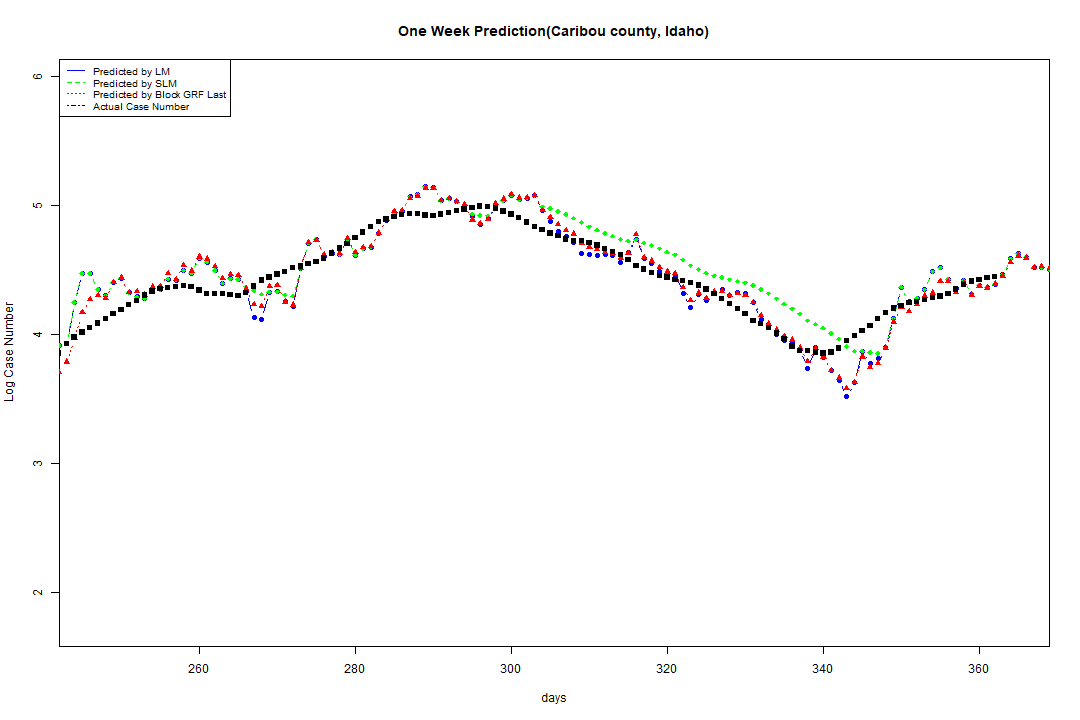 One Week Prediction(Caribou county, Idaho)
Predicted by LM
Predicted by SLM
Predicted by Block GRF Last
Actual Case Number
6
5
4
3
2
Log Case Number
260 280 300 320 340 360
days